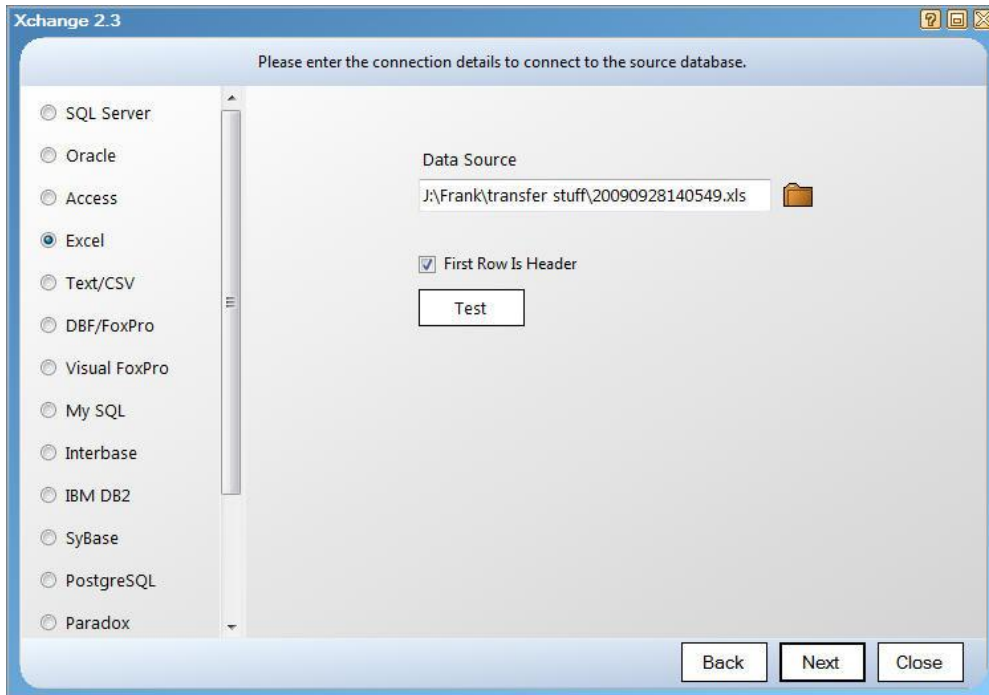 Xchange 2.3
Please enter the connection details to connect to the source database.
SQL Server
Oracle
Access
Excel
Text/CSV
DBF/FoxPro
Visual FoxPro
My SQL
Interbase
IBM DB2
SyBase
PostgreSQL
Paradox
Data Source
J:\Frank\transfer stuff\20090928140549.xls
First Row Is Header
Test
Back Next Close